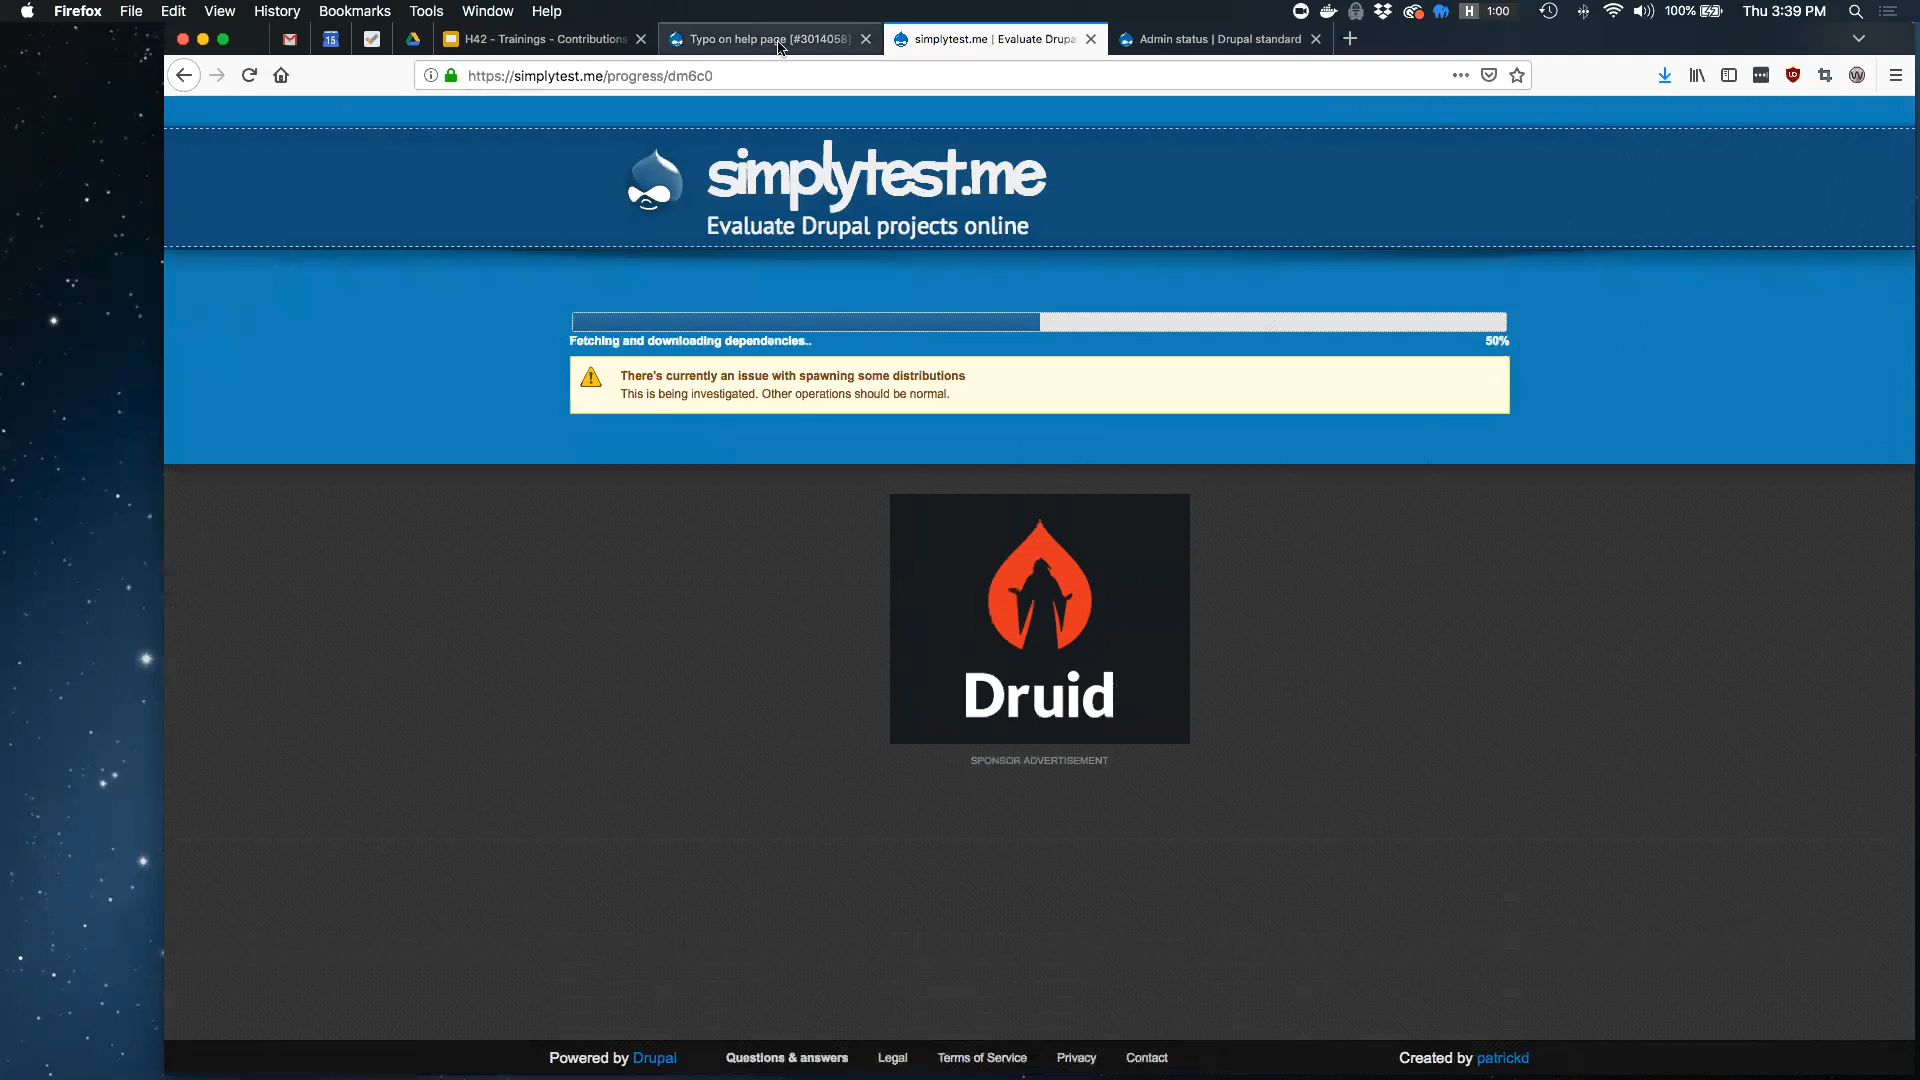 Firefox File Edit View History Bookmarks Tools Window Help H 1:00 100% Thu 3:39 PM
15 H42 - Trainings - Contributions Typo on help page [#3014058] simplytest.me | Evaluate Drupa Admin status | Drupal standard
https://simplytest.me/progress/dm6c0
simplytest.me
Evaluate Drupal projects online
Fetching and downloading dependencies.. 50%
There's currently an issue with spawning some distributions
This is being investigated. Other operations should be normal.
Druid
SPONSOR ADVERTISEMENT
Powered by Drupal Questions & answers Legal Terms of Service Privacy Contact Created by patrickd